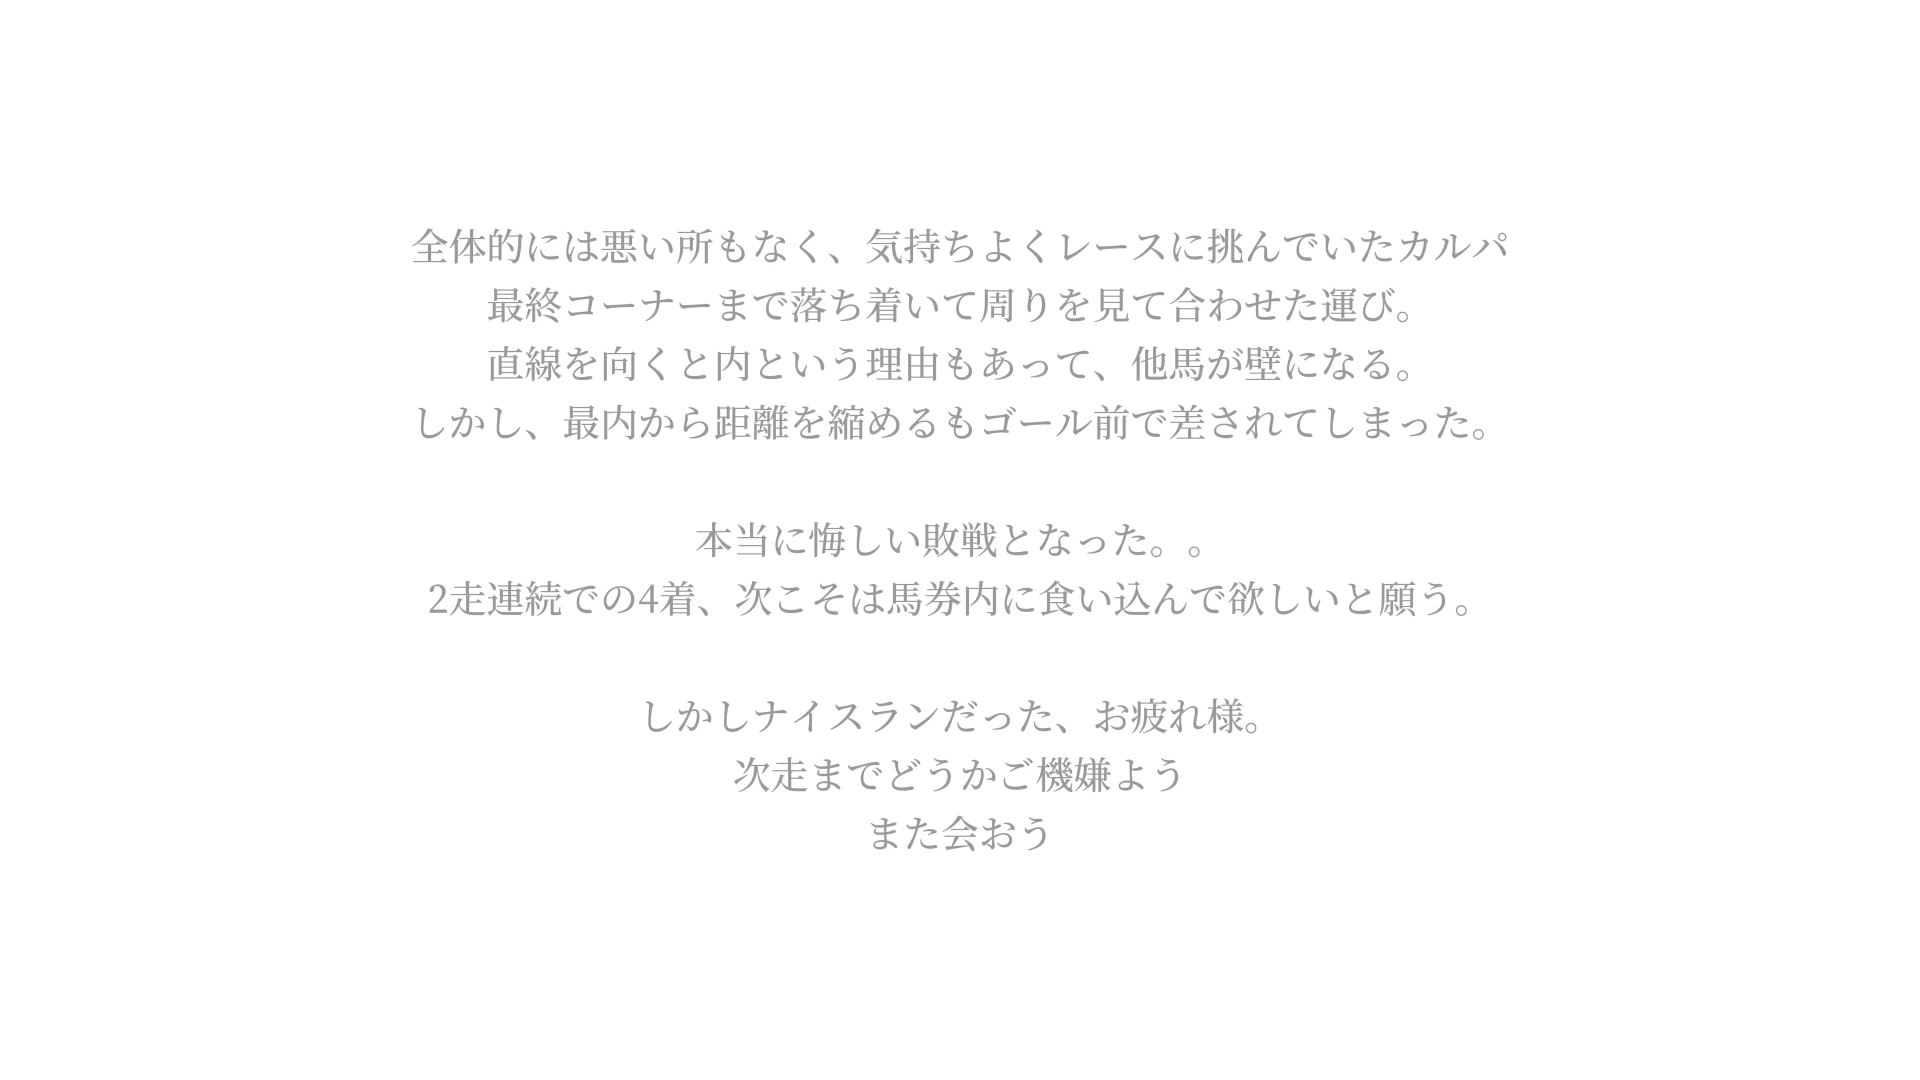 全体的には悪い所もなく、気持ちよくレースに挑んでいたカルパ
最終コーナーまで落ち着いて周りを見て合わせた運び。
直線を向くと内という理由もあって、他馬が壁になる。
しかし、最内から距離を縮めるもゴール前で差されてしまった。
本当に悔しい敗戦となった。。
2走連続での4着、次こそは馬券内に食い込んで欲しいと願う。
しかしナイスランだった、お疲れ様。
次走までどうかご機嫌よう
また会おう